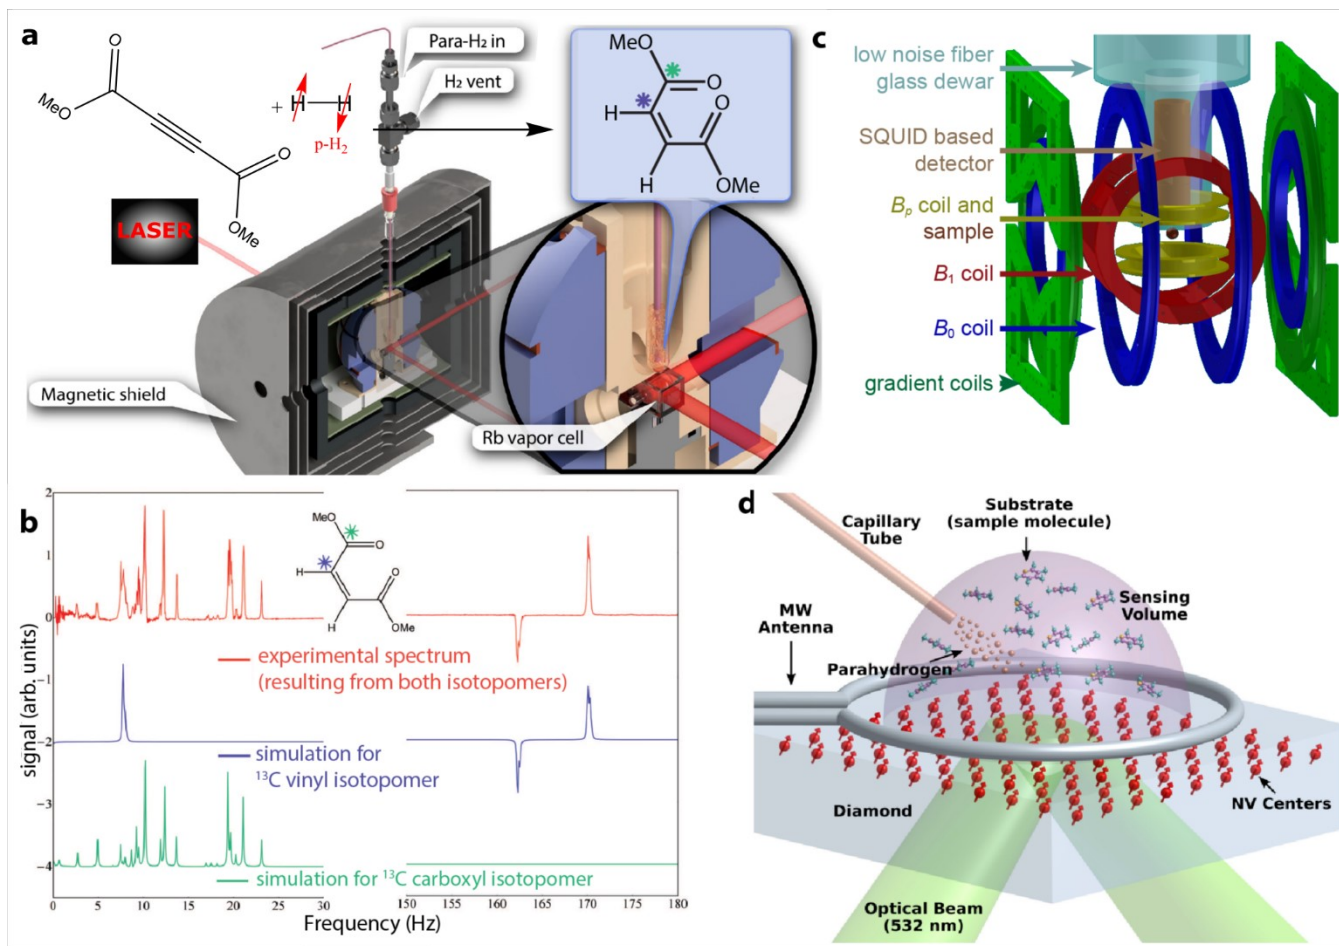 a
O
MeO
O
OMe
+ H H
p-H₂
Para-H₂ in
H₂ vent
MeO
O
O
H
H
OMe
LASER
Magnetic shield
Rb vapor cell
c
low noise fiber
glass dewar
SQUID based
detector
Bₚ coil and
sample
B₁ coil
B₀ coil
gradient coils
b
signal (arb. units)
2
1
0
−1
−2
−3
−4
MeO
O
H
O
H
OMe
experimental spectrum
(resulting from both isotopomers)
simulation for
¹³C vinyl isotopomer
simulation for ¹³C carboxyl isotopomer
0 5 10 15 20 25 30 150 155 160 165 170 175 180
Frequency (Hz)
d
Substrate
(sample molecule)
Capillary
Tube
Sensing
Volume
MW
Antenna
Parahydrogen
Diamond
NV Centers
Optical Beam
(532 nm)